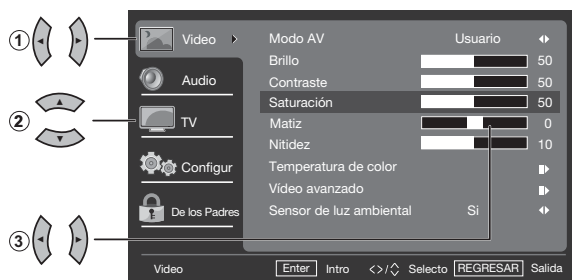 1
Video
Modo AV Usuario
Brillo 50
Audio
Contraste 50
Saturación 50
2
TV
Matiz 0
Nitidez 10
Configur
Temperatura de color
Vídeo avanzado
De los Padres
Sensor de luz ambiental Si
3
Video Enter Intro <>/◇ Selecto REGRESAR Salida